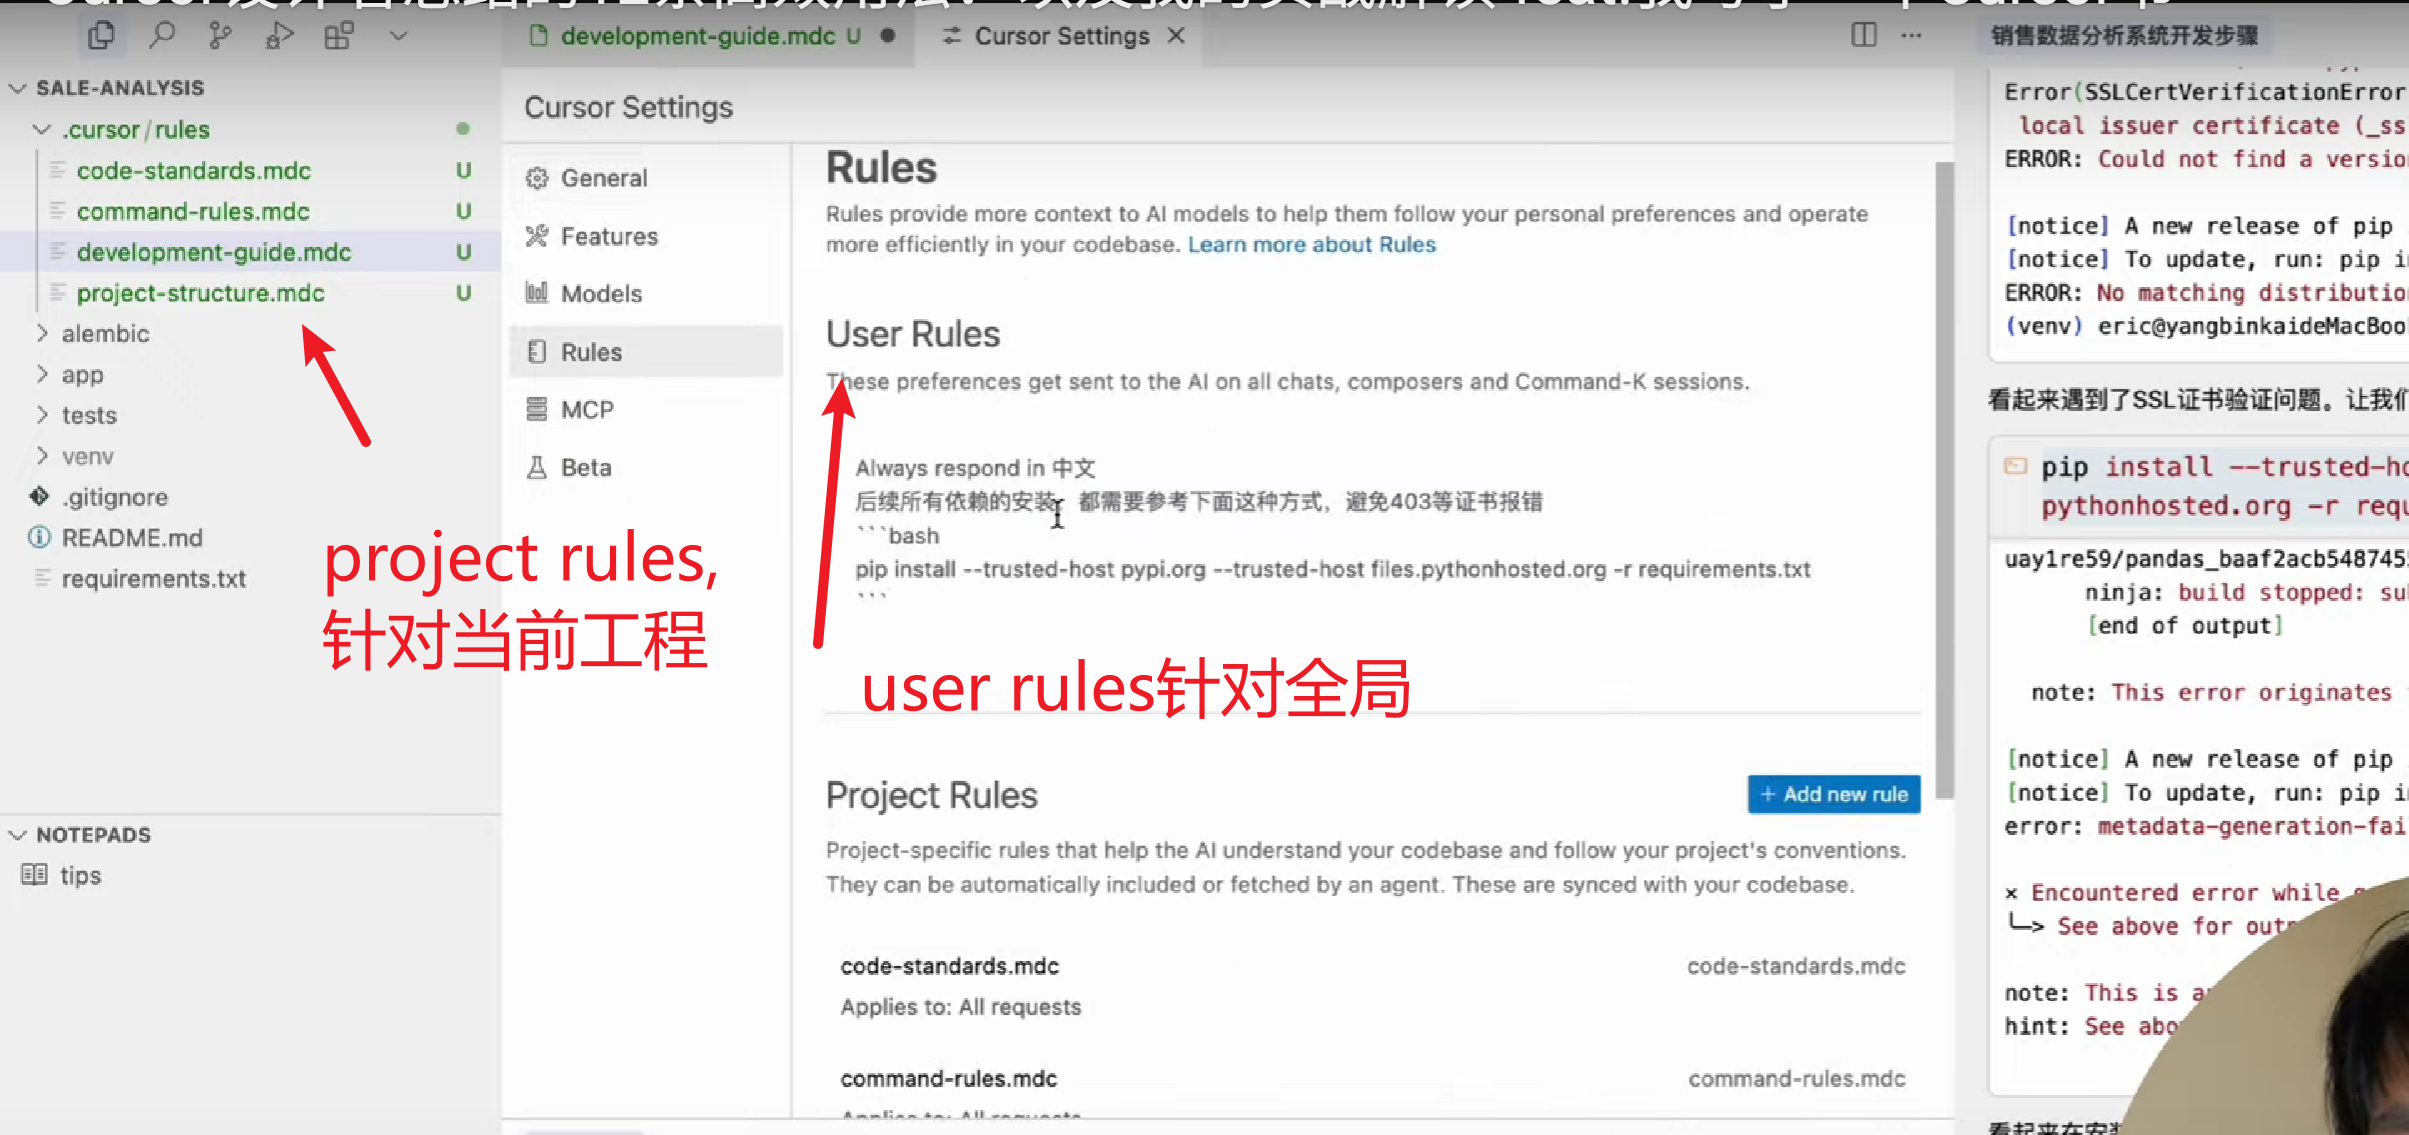 development-guide.mdc U
Cursor Settings
销售数据分析系统开发步骤
SALE-ANALYSIS
.cursor/rules
code-standards.mdc U
command-rules.mdc U
development-guide.mdc U
project-structure.mdc U
alembic
app
tests
venv
.gitignore
README.md
requirements.txt
project rules,
针对当前工程
NOTEPADS
tips
Cursor Settings
General
Features
Models
Rules
MCP
Beta
Rules
Rules provide more context to AI models to help them follow your personal preferences and operate
more efficiently in your codebase. Learn more about Rules
User Rules
These preferences get sent to the AI on all chats, composers and Command-K sessions.
Always respond in 中文
后续所有依赖的安装，都需要参考下面这种方式，避免403等证书报错
```bash
pip install --trusted-host pypi.org --trusted-host files.pythonhosted.org -r requirements.txt
```
user rules针对全局
Project Rules
+ Add new rule
Project-specific rules that help the AI understand your codebase and follow your project's conventions.
They can be automatically included or fetched by an agent. These are synced with your codebase.
code-standards.mdc code-standards.mdc
Applies to: All requests
command-rules.mdc command-rules.mdc
Applies to: All requests
Error(SSLCertVerificationError
local issuer certificate (_ss
ERROR: Could not find a versio
[notice] A new release of pip
[notice] To update, run: pip i
ERROR: No matching distributio
(venv) eric@yangbinkaideMacBoo
看起来遇到了SSL证书验证问题。让我们
pip install --trusted-ho
pythonhosted.org -r requ
uay1re59/pandas_baaf2acb548745
ninja: build stopped: su
[end of output]
note: This error originates
[notice] A new release of pip
[notice] To update, run: pip i
error: metadata-generation-fai
× Encountered error while
╰─> See above for outp
note: This is a
hint: See abo
看起来在安装